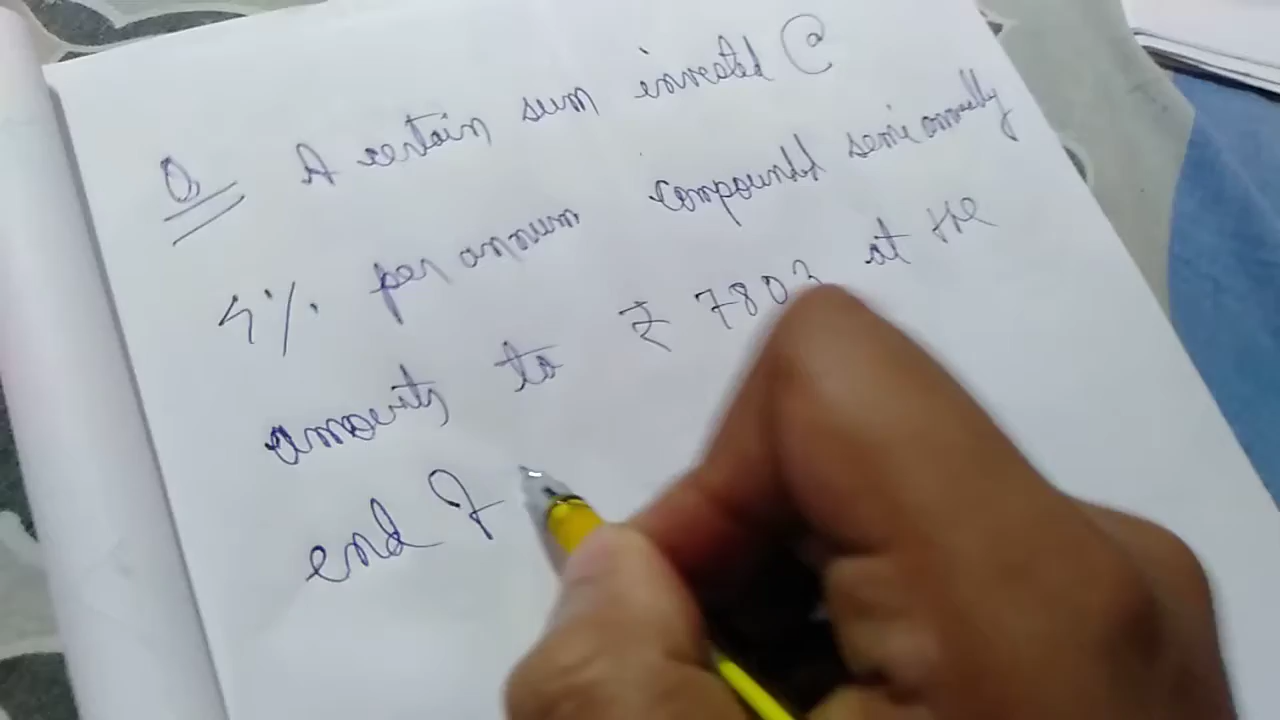 Q A certain sum invested @
4% per annum compounded semi annually
amounts to ₹ 7803 at the
end of